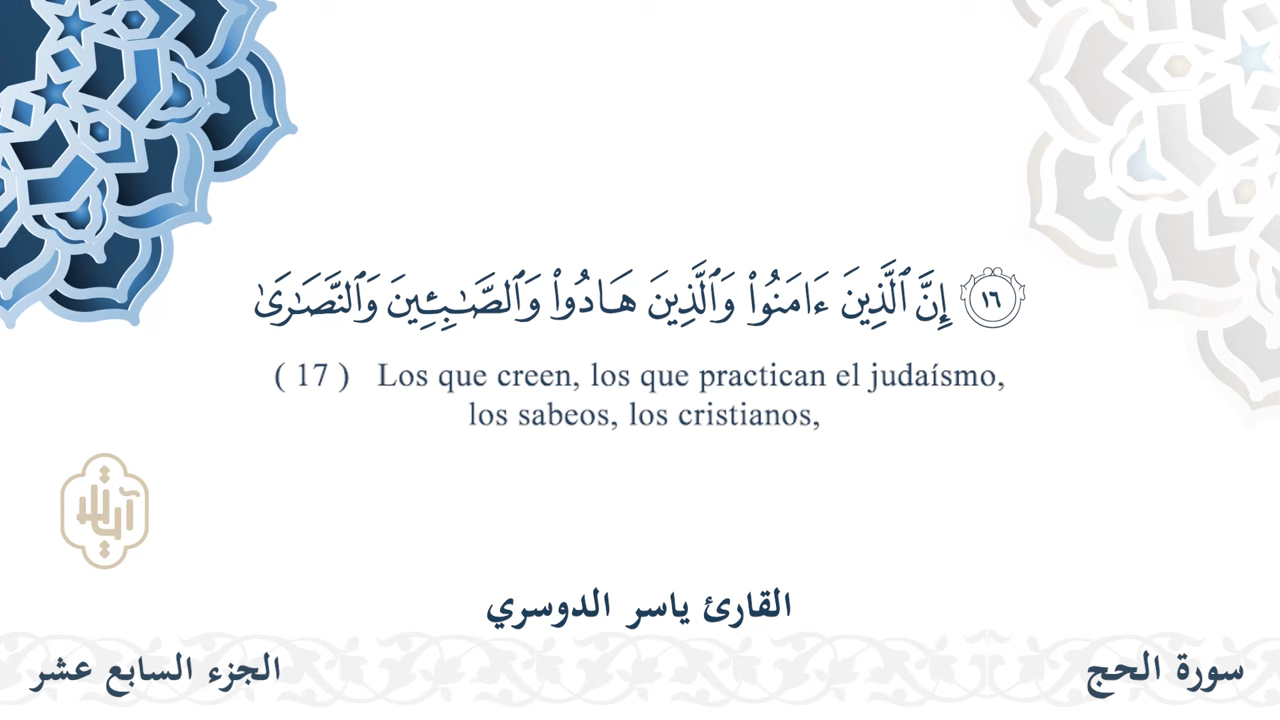 ١٦ إِنَّ ٱلَّذِينَ ءَامَنُوا۟ وَٱلَّذِينَ هَادُوا۟ وَٱلصَّـٰبِـِٔينَ وَٱلنَّصَـٰرَىٰ
( 17 ) Los que creen, los que practican el judaísmo,
los sabeos, los cristianos,
آيات
القارئ ياسر الدوسري
سورة الحج
الجزء السابع عشر